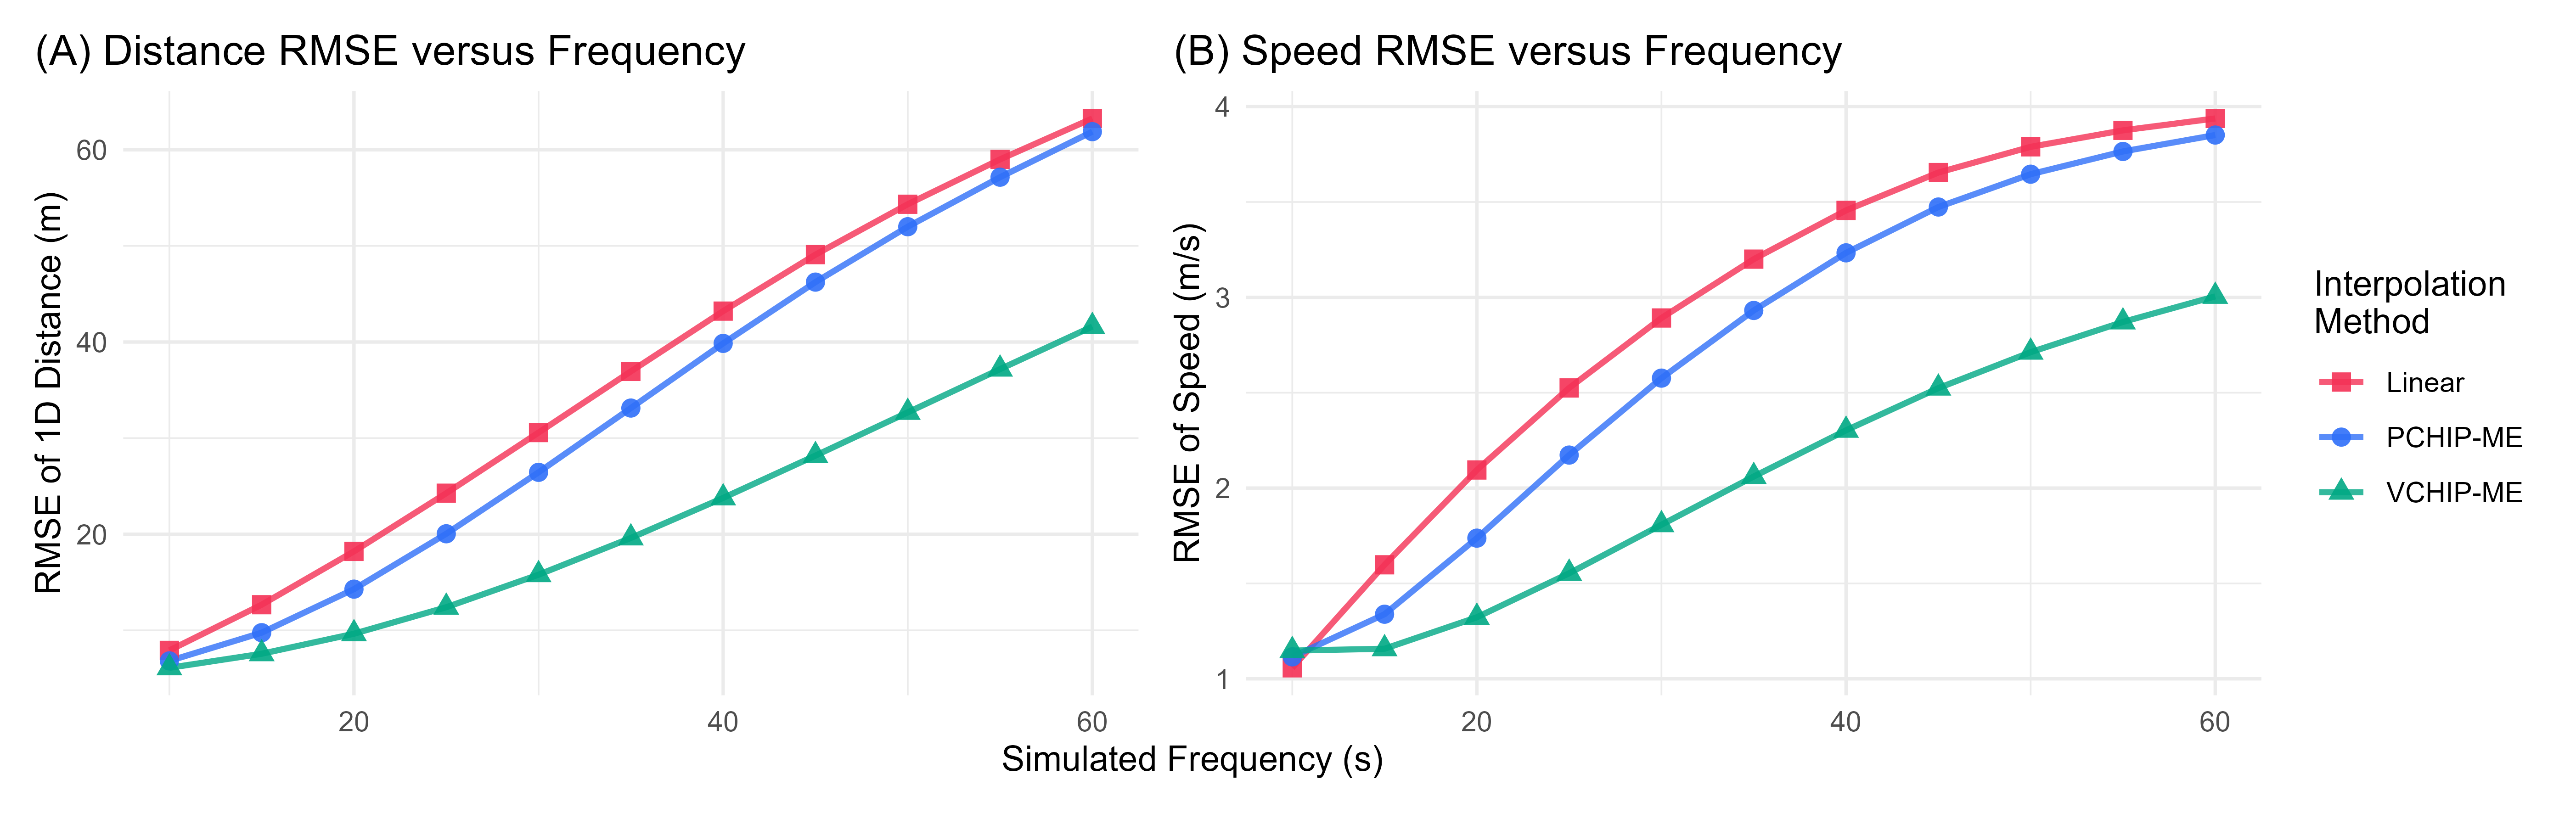 (A) Distance RMSE versus Frequency
RMSE of 1D Distance (m)
60
40
20
20
40
60
(B) Speed RMSE versus Frequency
RMSE of Speed (m/s)
4
3
2
1
20
40
60
Simulated Frequency (s)
Interpolation
Method
Linear
PCHIP-ME
VCHIP-ME